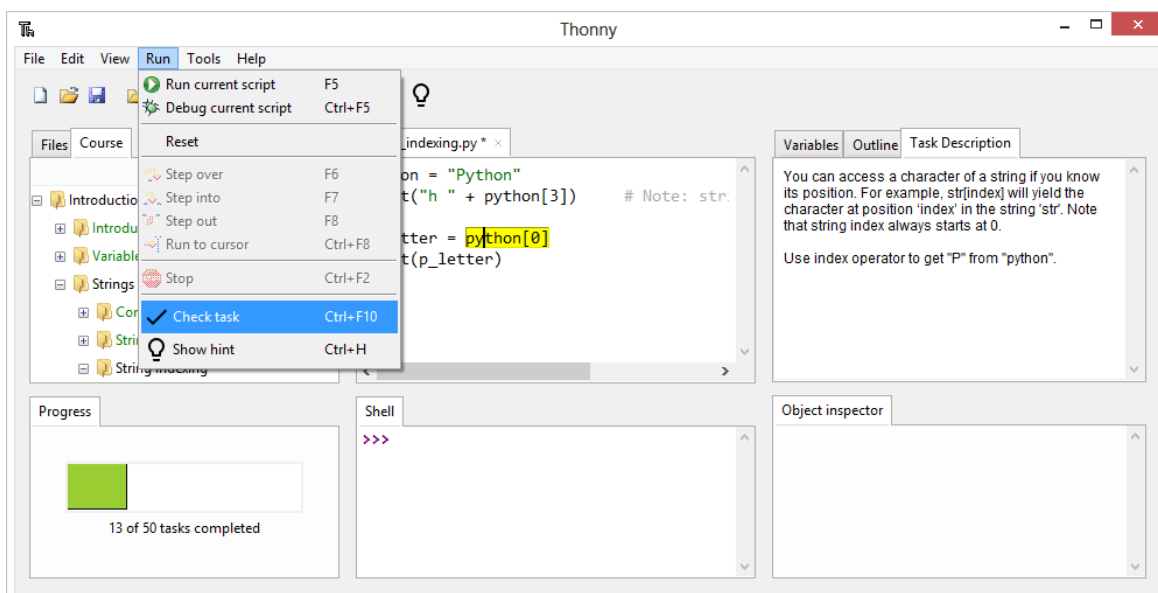 Th Thonny
File Edit View Run Tools Help
Run current script F5
Debug current script Ctrl+F5
Reset
Step over F6
Step into F7
Step out F8
Run to cursor Ctrl+F8
Stop Ctrl+F2
Check task Ctrl+F10
Show hint Ctrl+H
Files Course
Introductio
Introdu
Variable
Strings
Cor
Stri
String indexing
_indexing.py * ×
on = "Python"
t("h " + python[3]) # Note: str
tter = python[0]
t(p_letter)
Variables Outline Task Description
You can access a character of a string if you know
its position. For example, str[index] will yield the
character at position 'index' in the string 'str'. Note
that string index always starts at 0.
Use index operator to get "P" from "python".
Progress
13 of 50 tasks completed
Shell
>>>
Object inspector